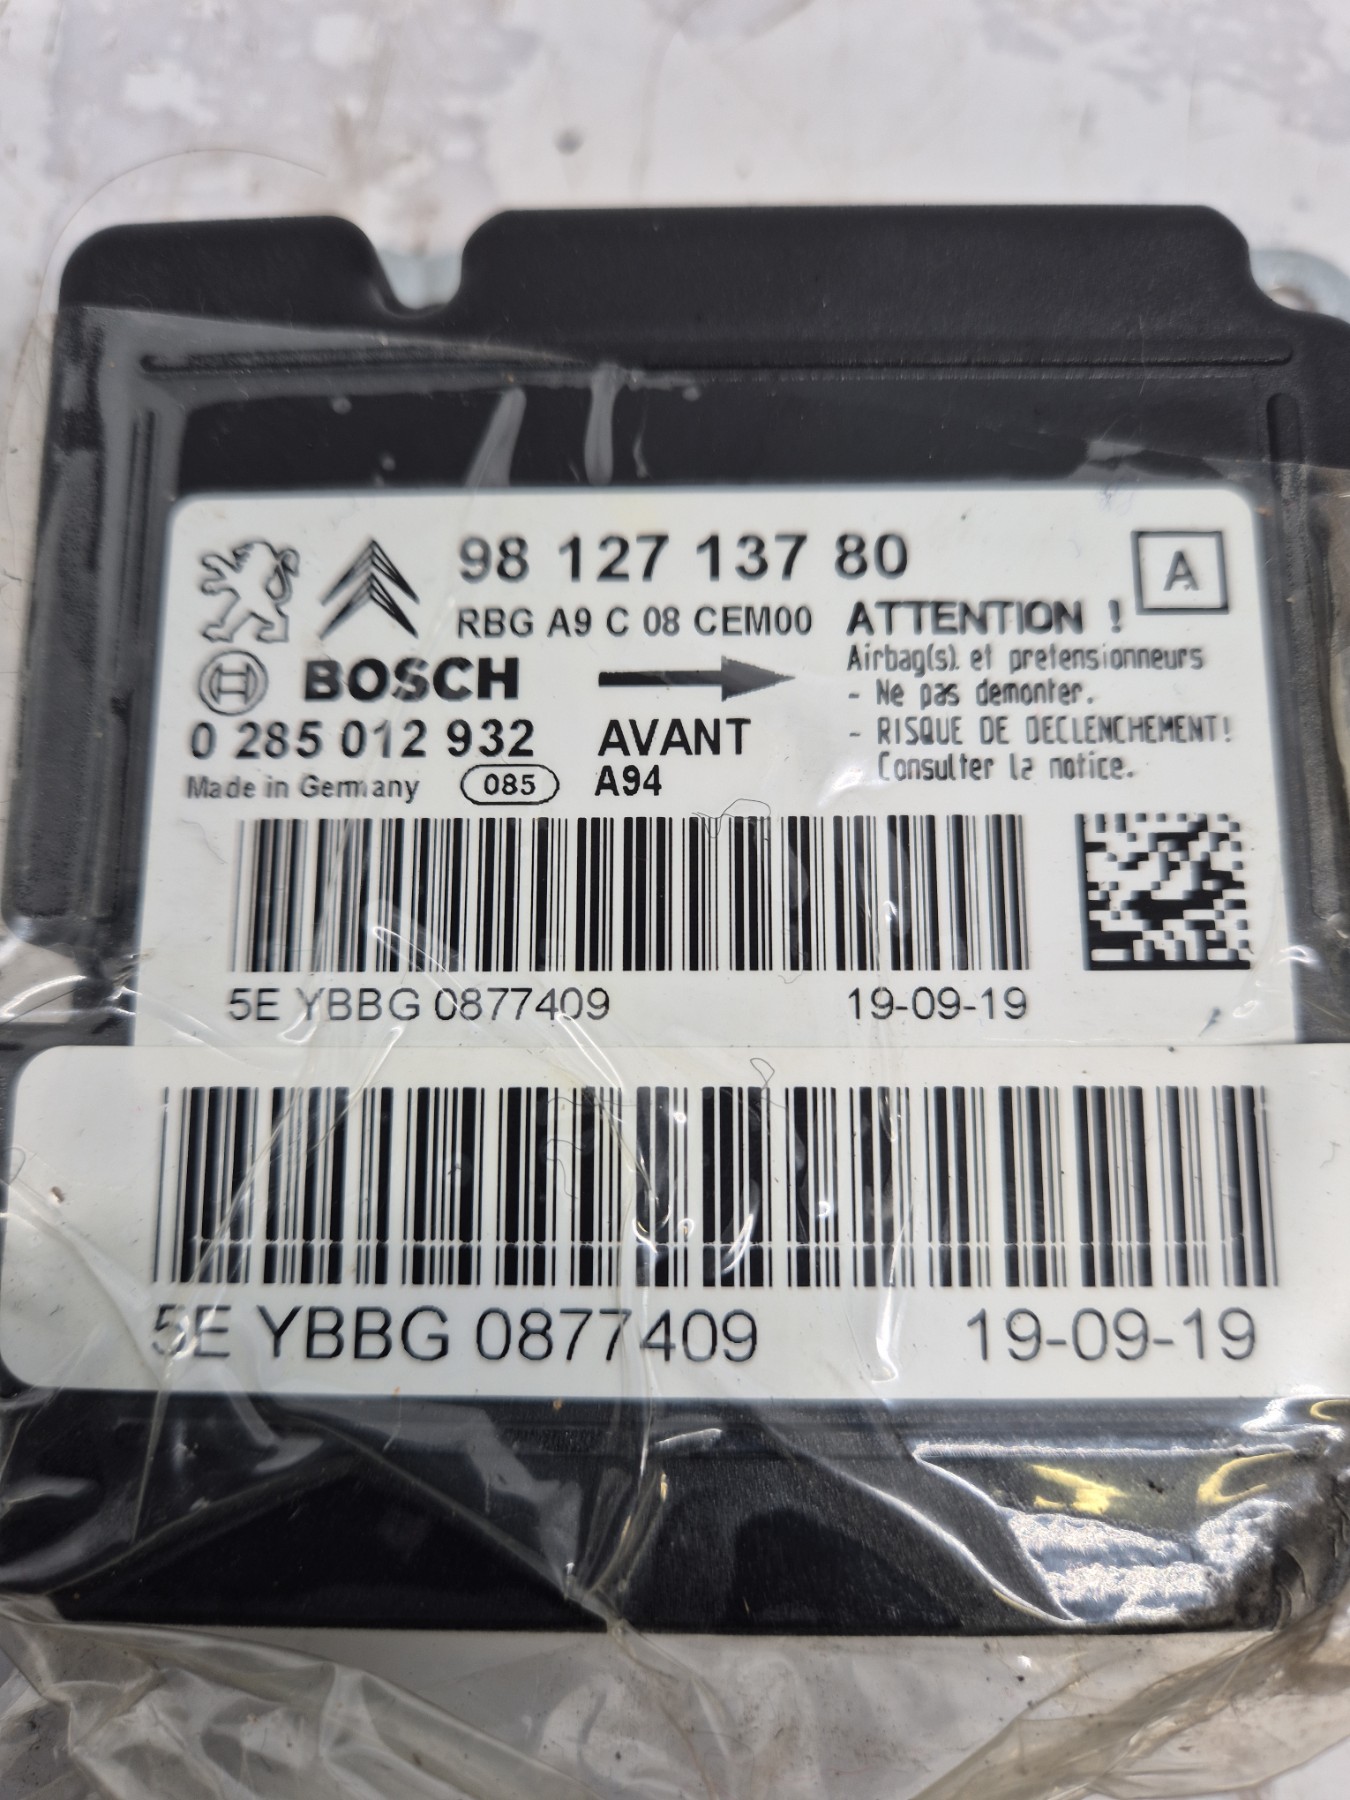 98 127 137 80
A
RBG A9 C 08 CEM00
ATTENTION !
BOSCH
Airbag(s). et pretensionneurs
- Ne pas demonter.
0 285 012 932
AVANT
- RISQUE DE DECLENCHEMENT!
Made in Germany
085
A94
Consulter la notice.
5E YBBG 0877409
19-09-19
5E YBBG 0877409
19-09-19